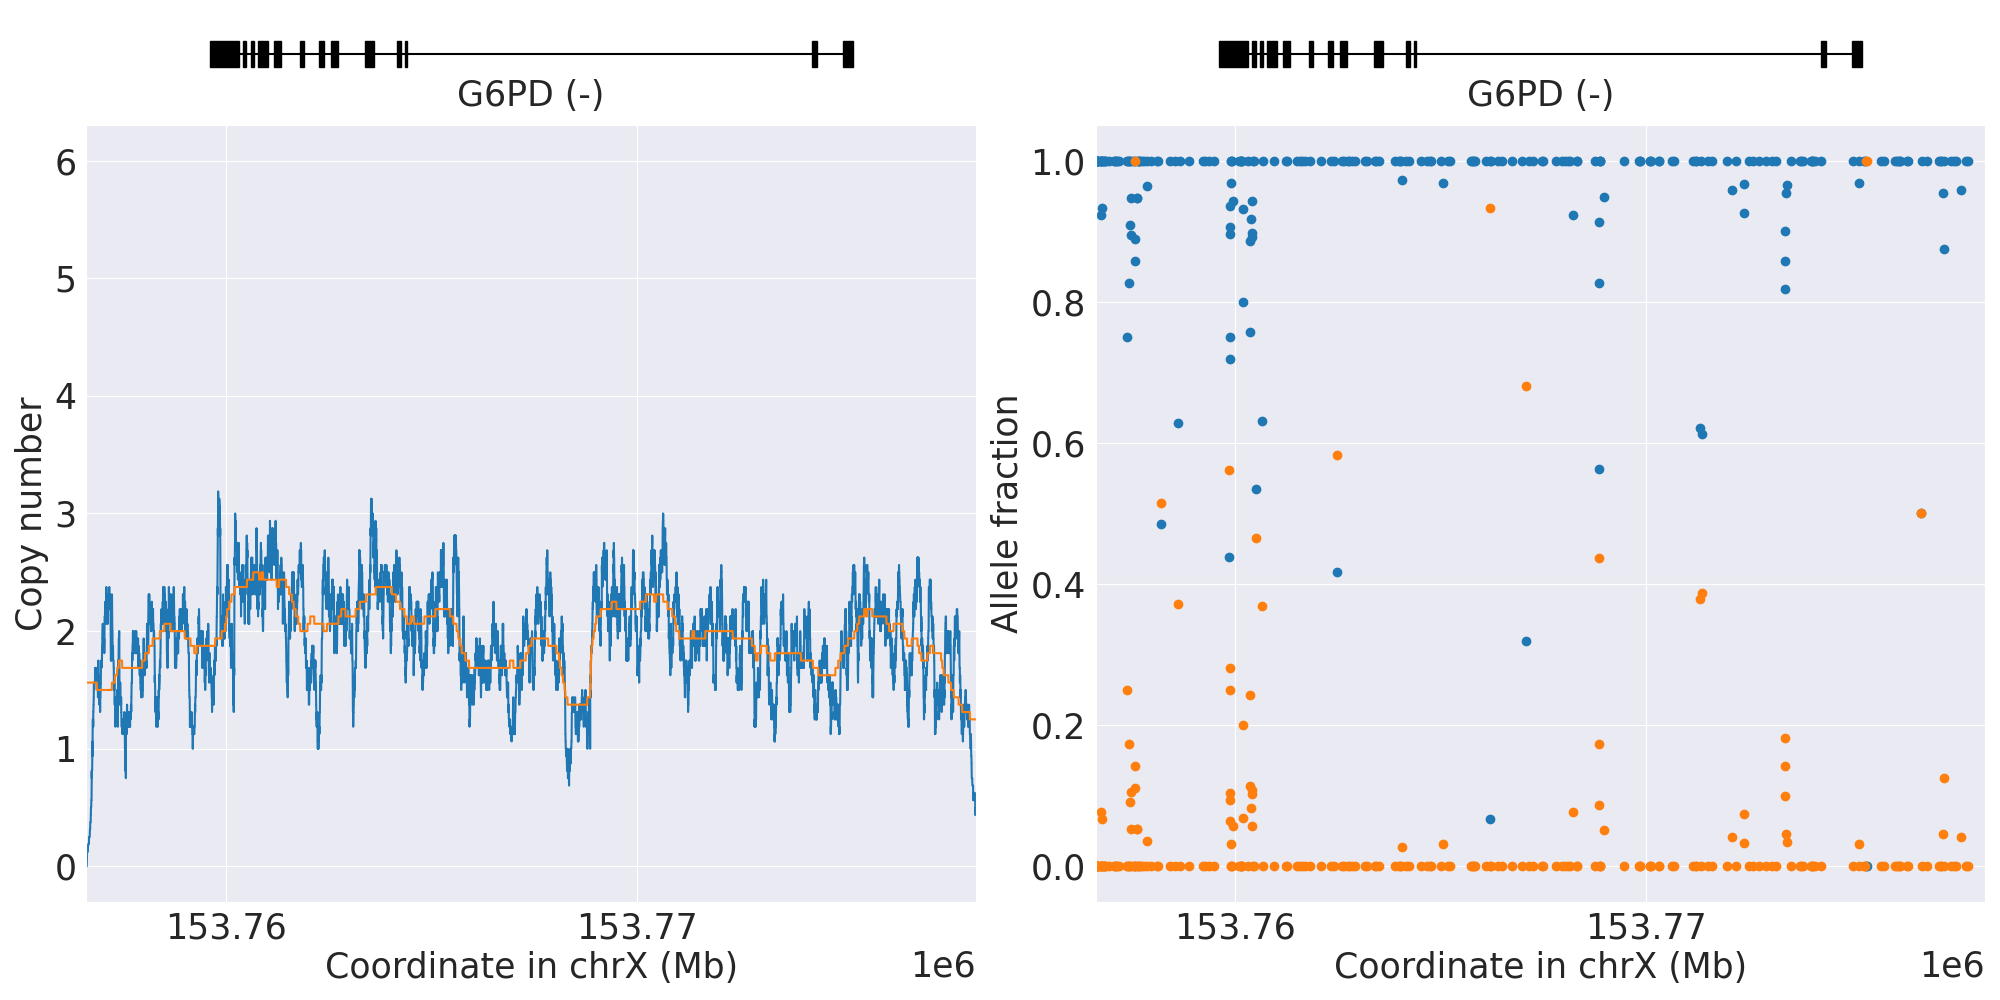 G6PD (-)
6
5
4
3
2
1
0
Copy number
153.76
153.77
Coordinate in chrX (Mb)
1e6
G6PD (-)
1.0
0.8
0.6
0.4
0.2
0.0
Allele fraction
153.76
153.77
Coordinate in chrX (Mb)
1e6